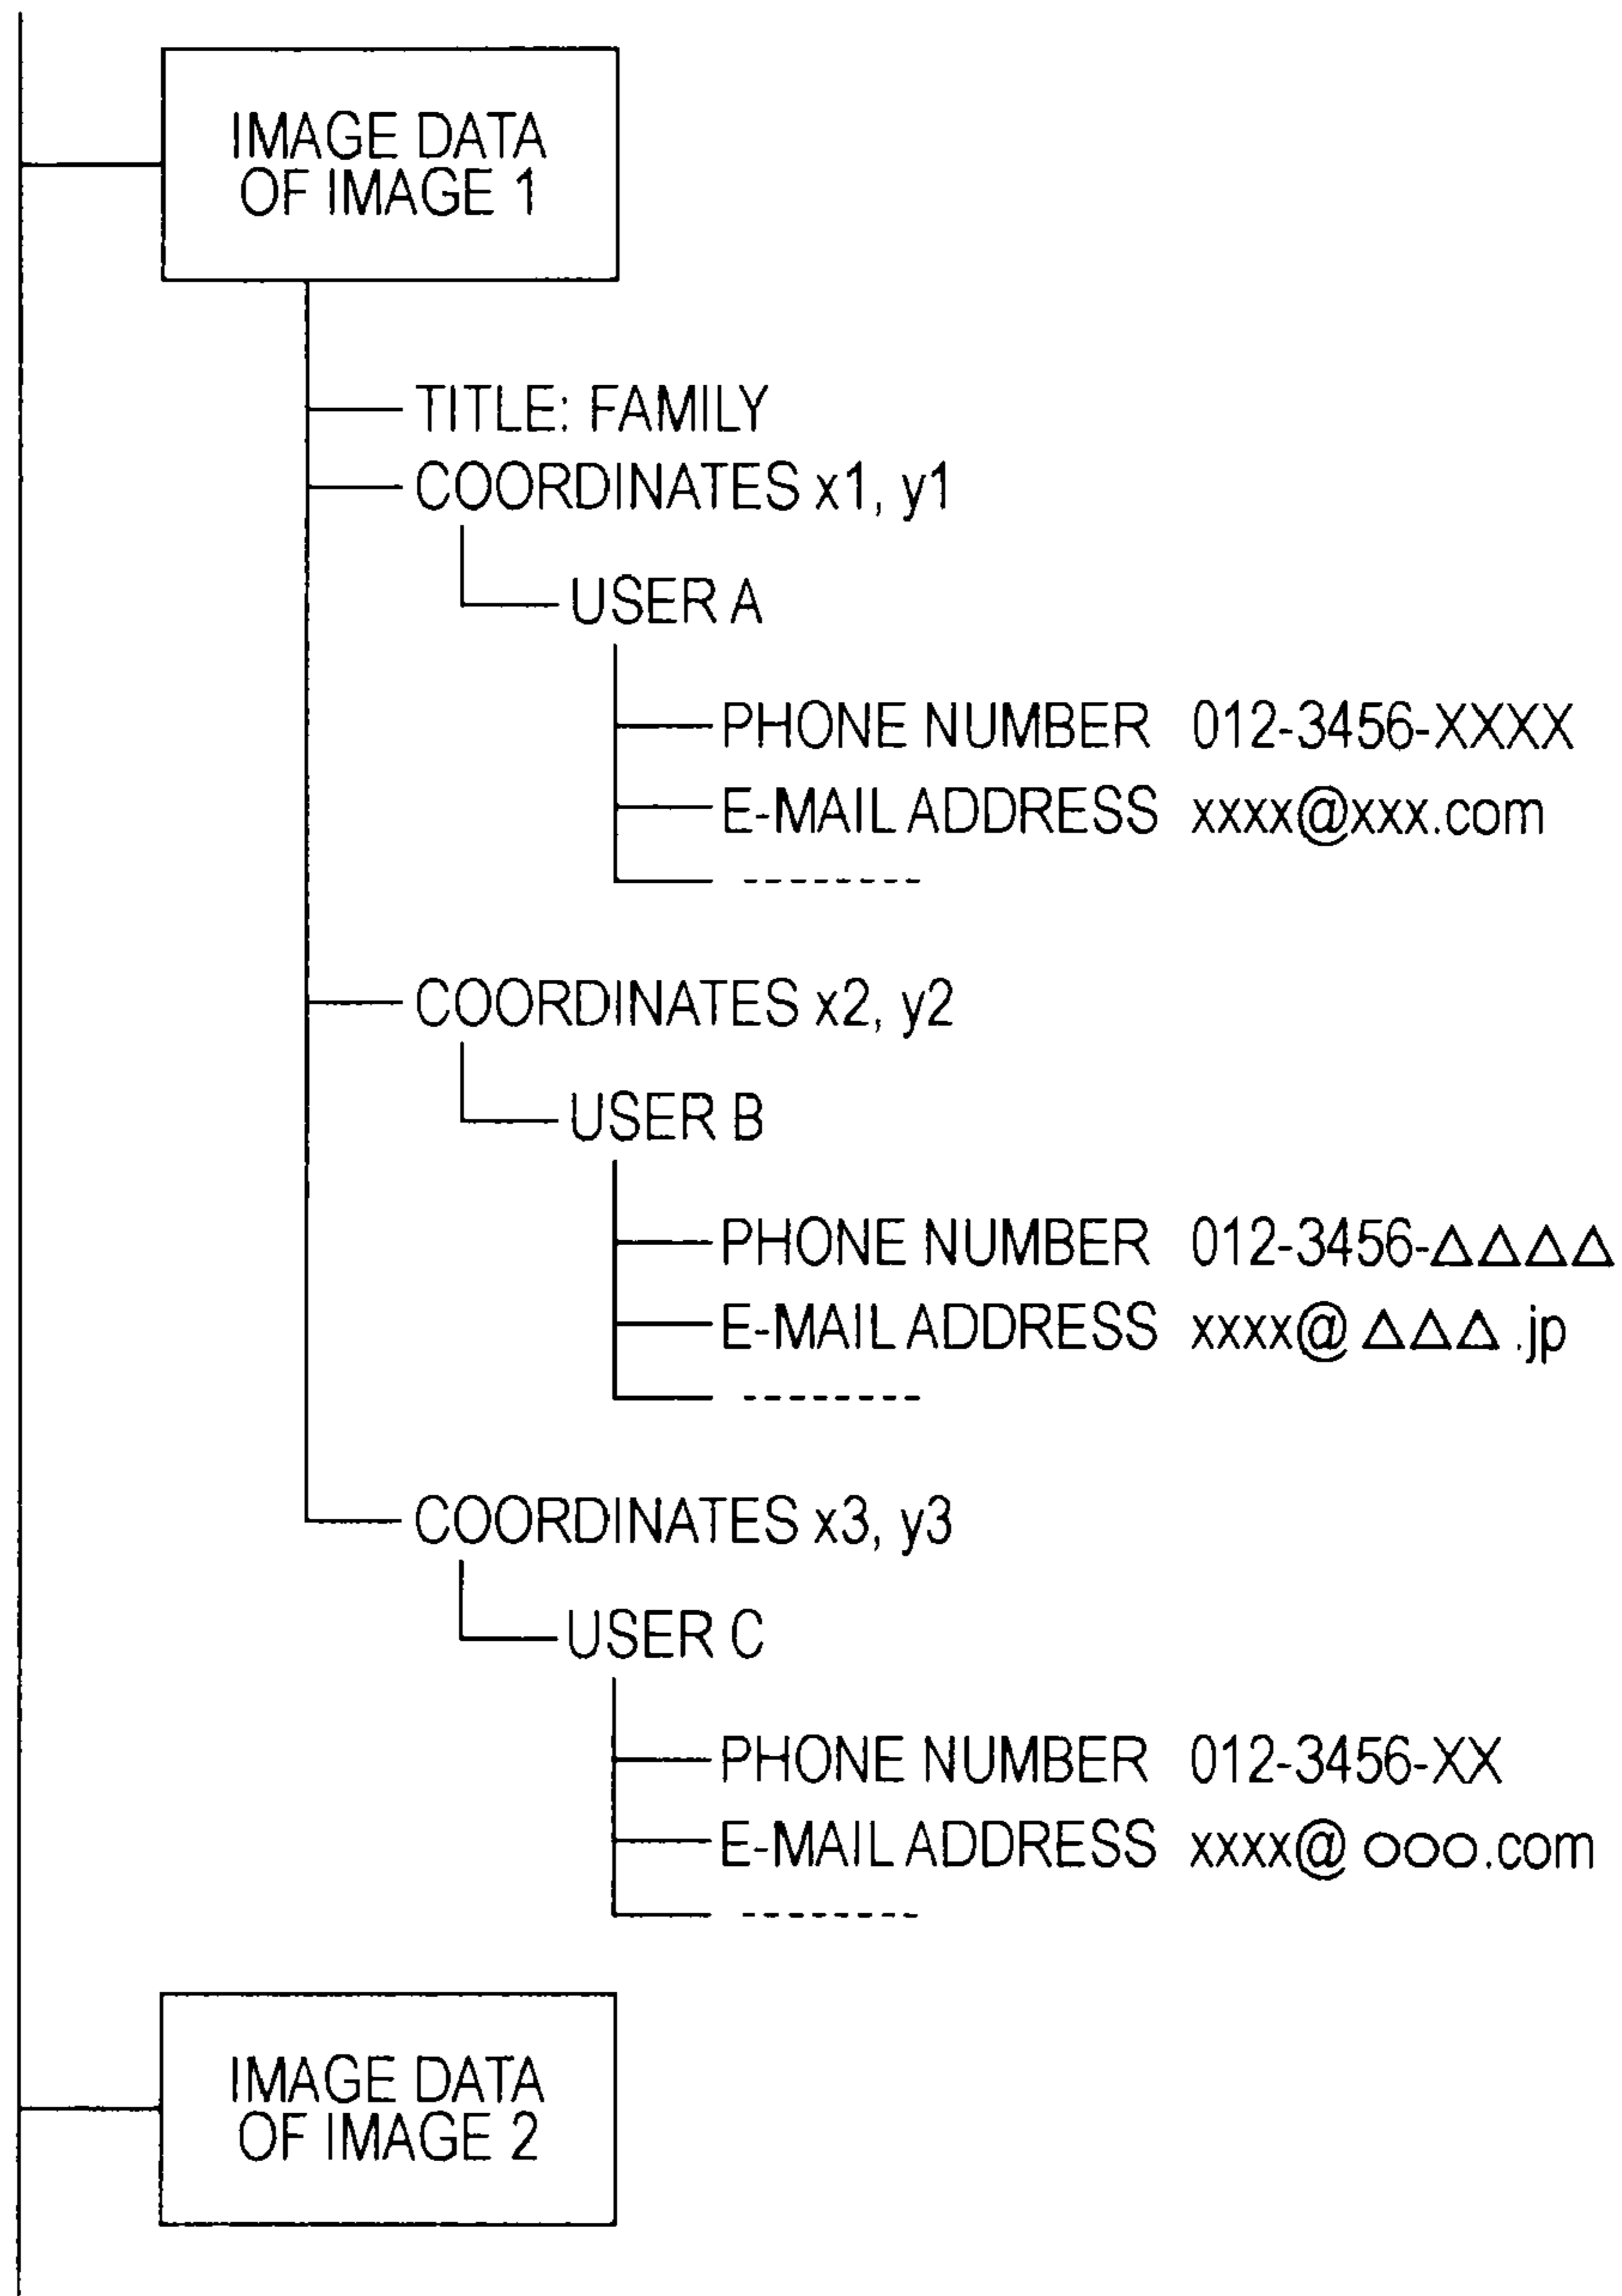 IMAGE DATA
OF IMAGE 1
TITLE: FAMILY
COORDINATES x1, y1
USER A
PHONE NUMBER 012-3456-XXXX
E-MAIL ADDRESS xxxx@xxx.com
COORDINATES x2, y2
USER B
PHONE NUMBER 012-3456-△△△△
E-MAIL ADDRESS xxxx@ △△△ .jp
COORDINATES x3, y3
USER C
PHONE NUMBER 012-3456-XX
E-MAIL ADDRESS xxxx@ ○○○.com
IMAGE DATA
OF IMAGE 2